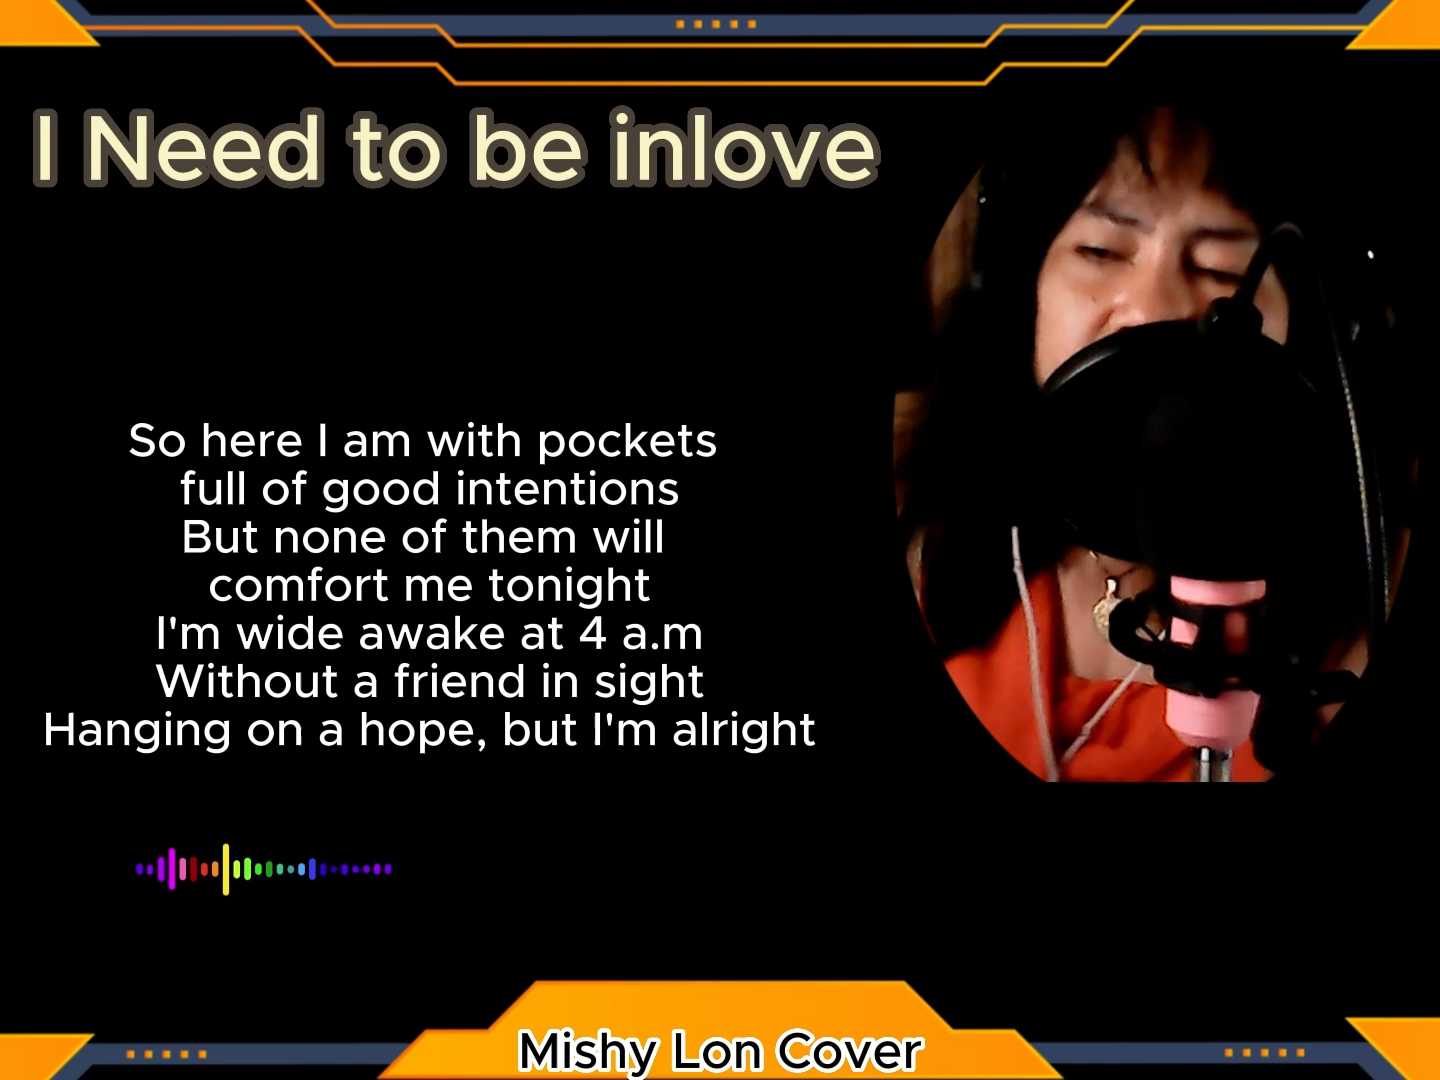 I Need to be inlove
So here I am with pockets
full of good intentions
But none of them will
comfort me tonight
I'm wide awake at 4 a.m
Without a friend in sight
Hanging on a hope, but I'm alright
Mishy Lon Cover